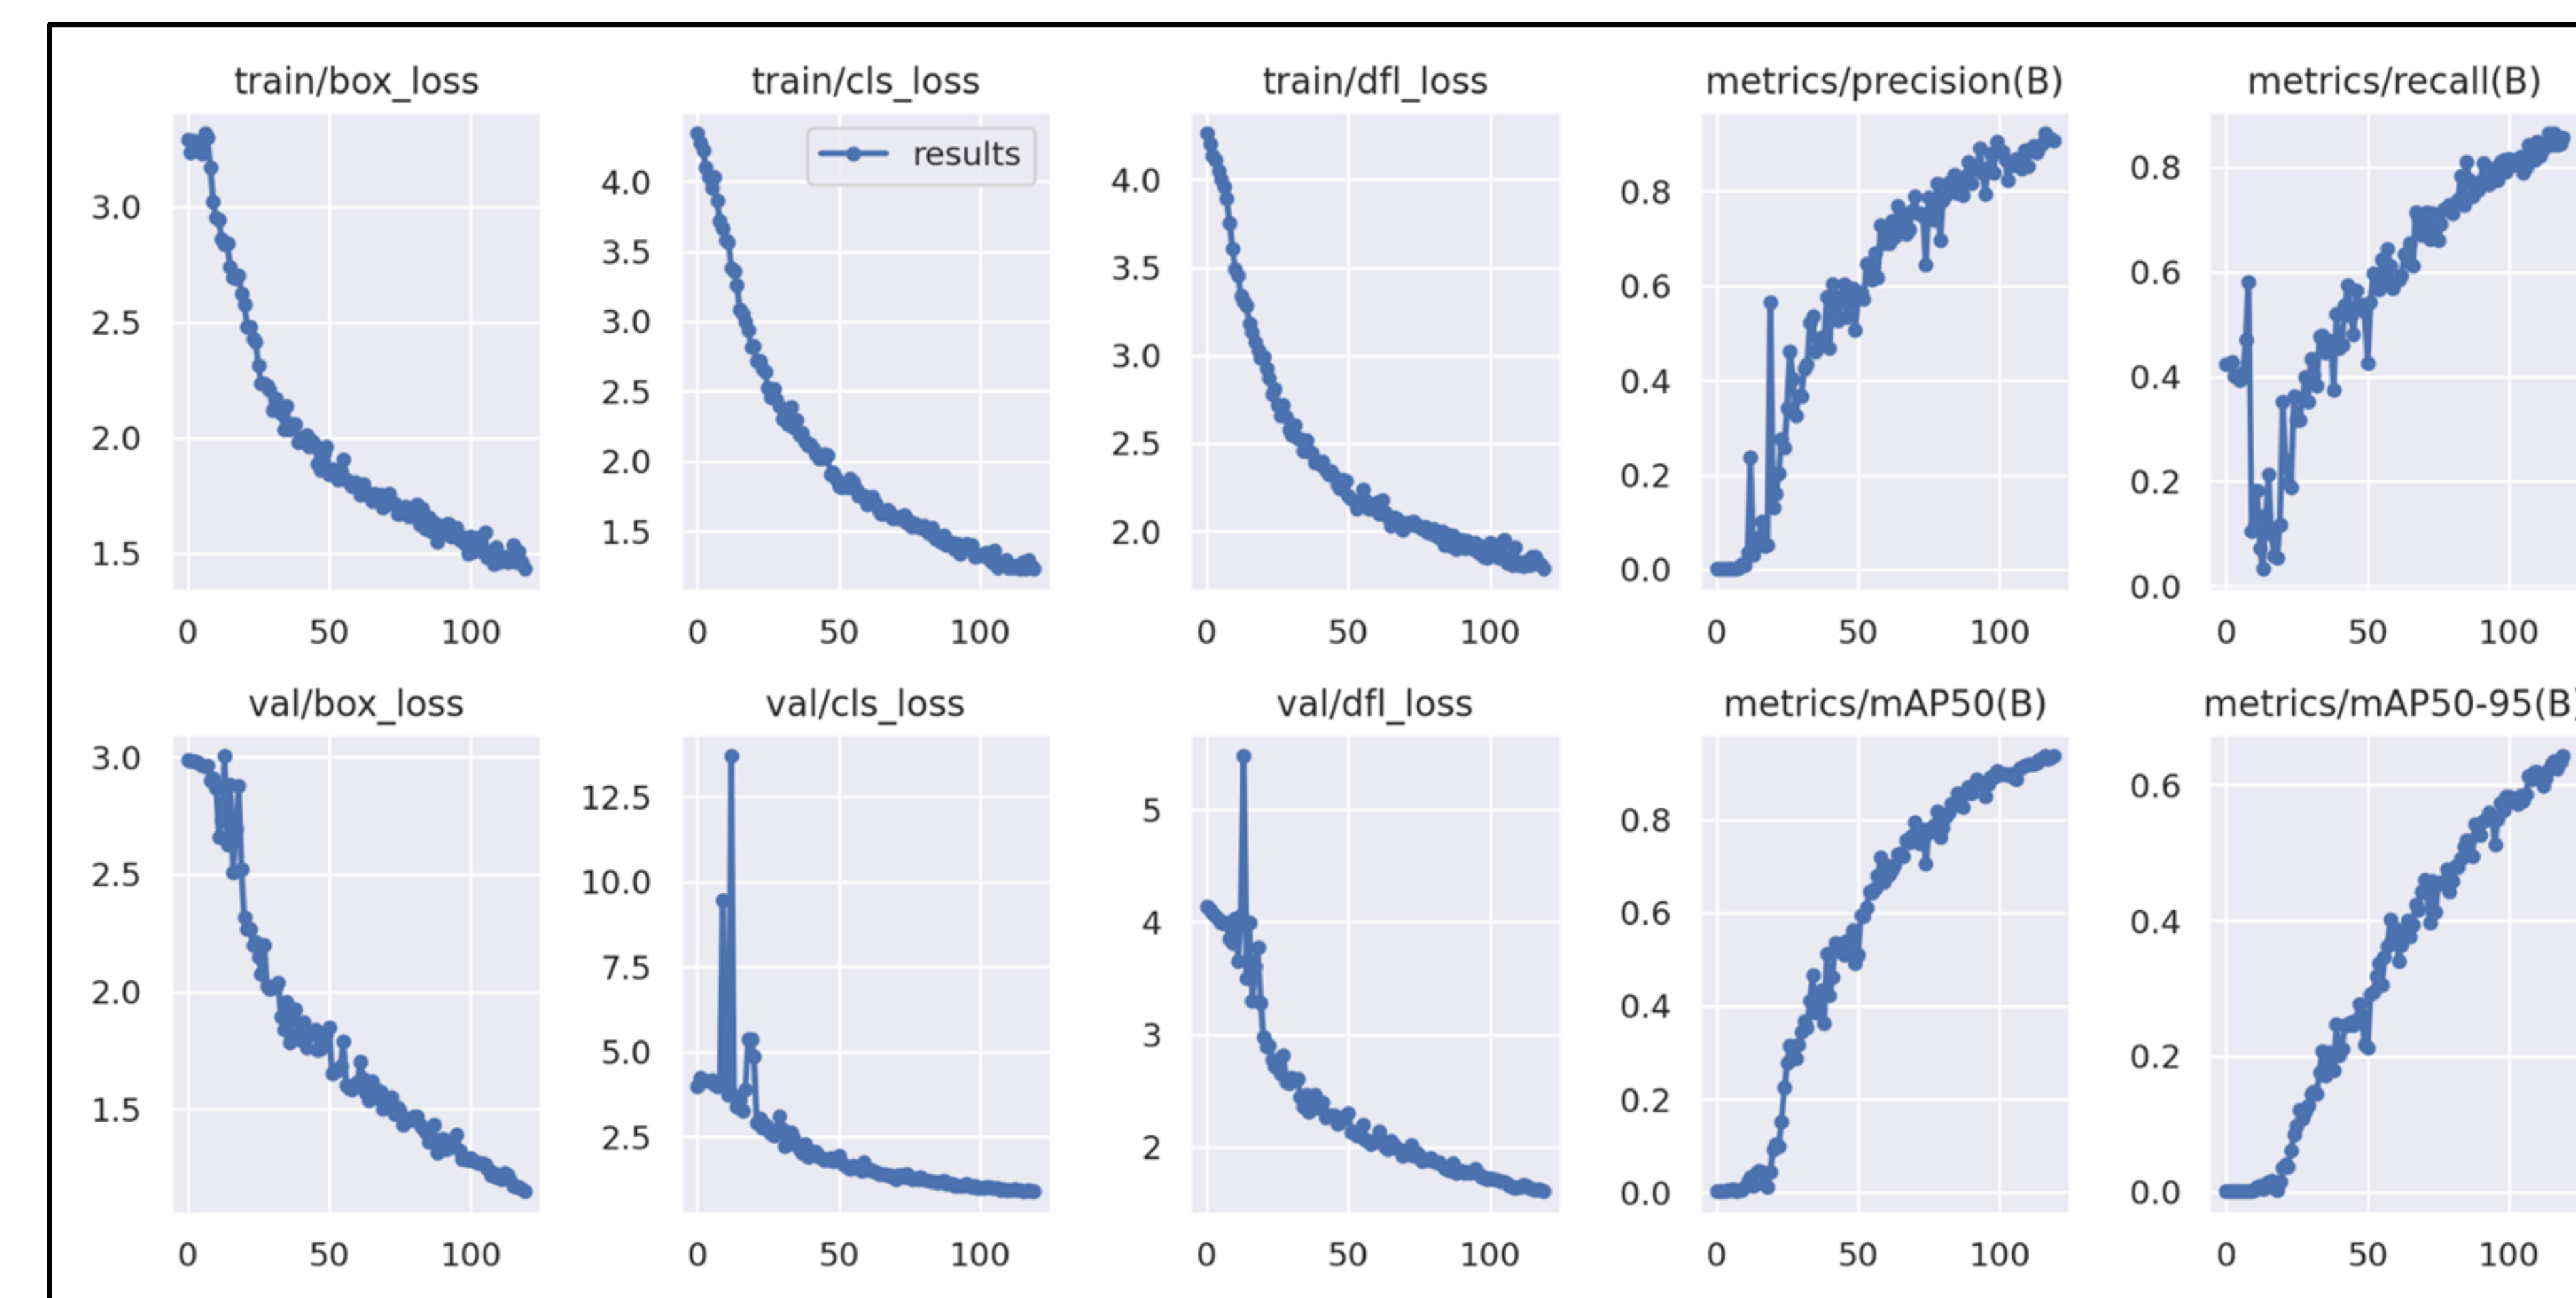 train/box_loss
train/cls_loss
train/dfl_loss
metrics/precision(B)
metrics/recall(B)
3.0
2.5
2.0
1.5
0 50 100
results
4.0
3.5
3.0
2.5
2.0
1.5
0 50 100
4.0
3.5
3.0
2.5
2.0
0 50 100
0.8
0.6
0.4
0.2
0.0
0 50 100
0.8
0.6
0.4
0.2
0.0
0 50 100
val/box_loss
val/cls_loss
val/dfl_loss
metrics/mAP50(B)
metrics/mAP50-95(B)
3.0
2.5
2.0
1.5
0 50 100
12.5
10.0
7.5
5.0
2.5
0 50 100
5
4
3
2
0 50 100
0.8
0.6
0.4
0.2
0.0
0 50 100
0.6
0.4
0.2
0.0
0 50 100